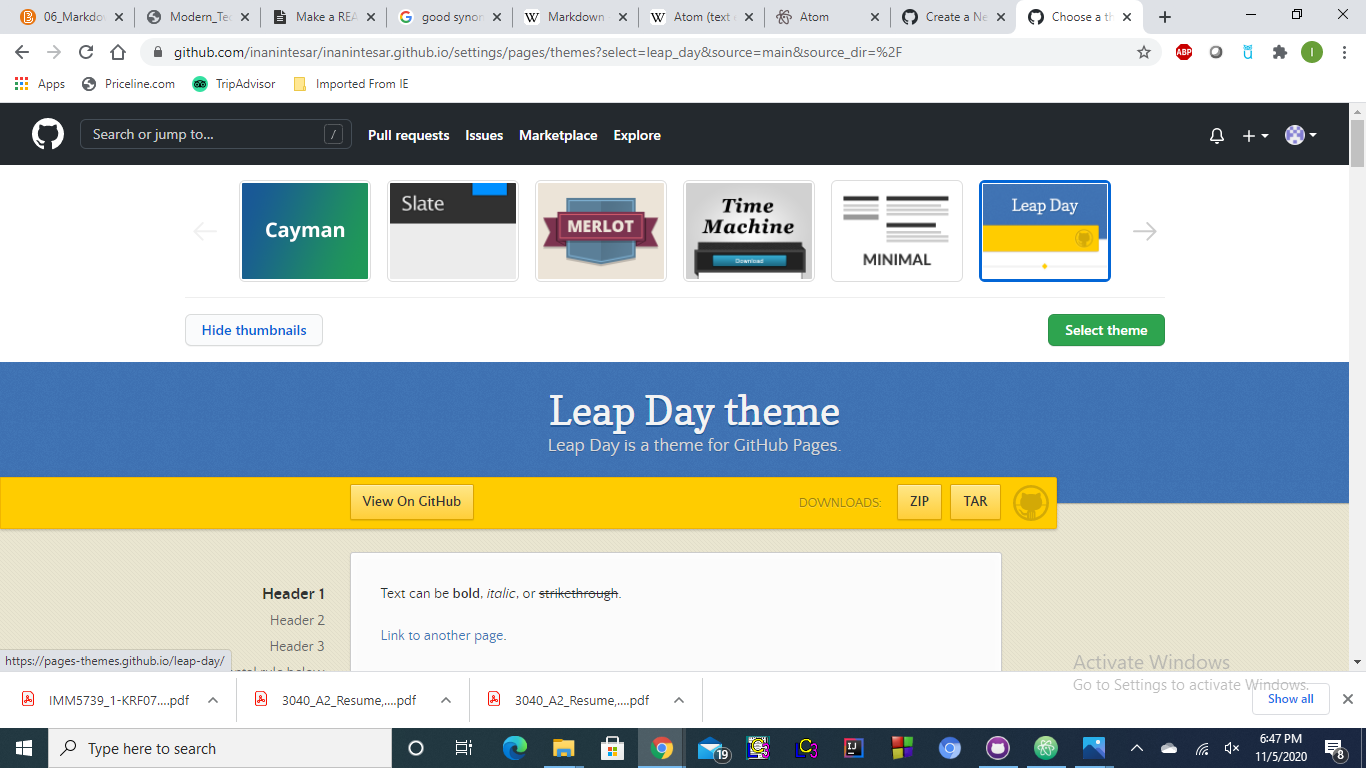 06_Markdo
Modern_Tec
Make a REA
good synon
Markdown
Atom (text e
Atom
Create a Ne
Choose a th
github.com/inanintesar/inanintesar.github.io/settings/pages/themes?select=leap_day&source=main&source_dir=%2F
ABP
I
Apps
Priceline.com
TripAdvisor
Imported From IE
Search or jump to...
/
Pull requests
Issues
Marketplace
Explore
Cayman
Slate
MERLOT
Time
Machine
Download
MINIMAL
Leap Day
Hide thumbnails
Select theme
Leap Day theme
Leap Day is a theme for GitHub Pages.
View On GitHub
DOWNLOADS:
ZIP
TAR
Header 1
Header 2
Header 3
Text can be bold, italic, or strikethrough.
Link to another page.
https://pages-themes.github.io/leap-day/
Activate Windows
Go to Settings to activate Windows.
IMM5739_1-KRF07....pdf
3040_A2_Resume,....pdf
3040_A2_Resume,....pdf
Show all
Type here to search
19
6:47 PM
11/5/2020
8